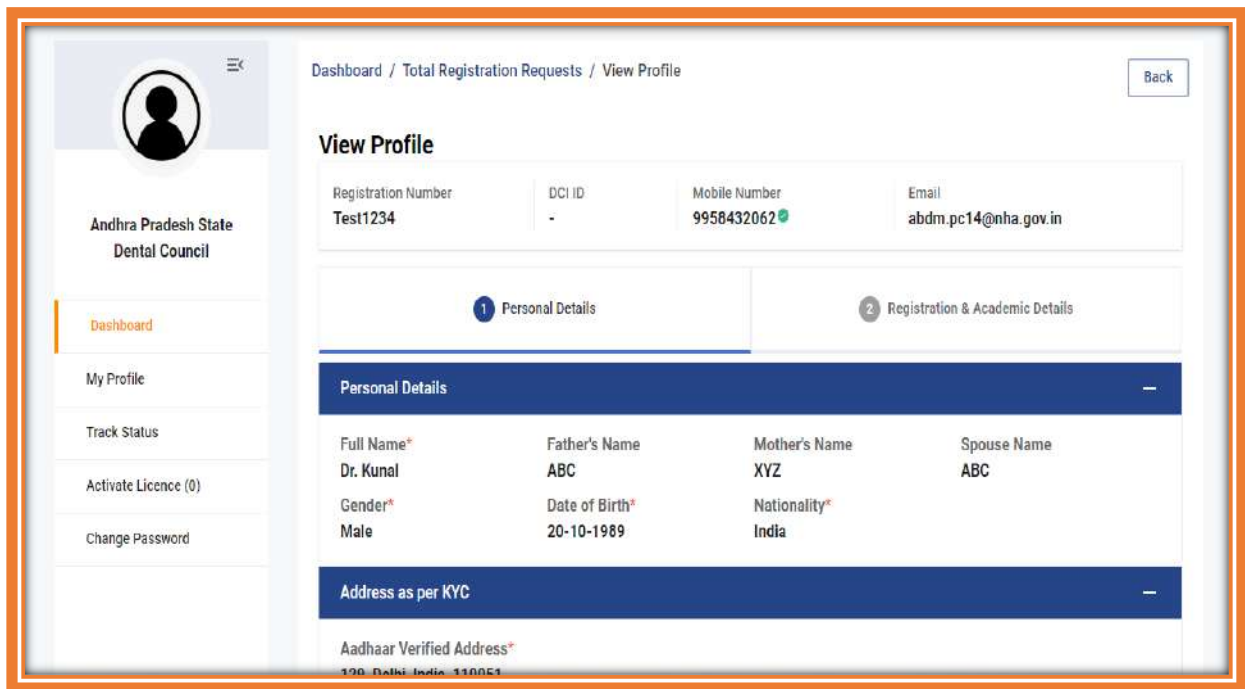 Dashboard / Total Registration Requests / View Profile
Back
View Profile
Registration Number
DCI ID
Mobile Number
Email
Test1234
-
9958432062
abdm.pc14@nha.gov.in
Andhra Pradesh State
Dental Council
Dashboard
My Profile
Track Status
Activate Licence (0)
Change Password
1 Personal Details
2 Registration & Academic Details
Personal Details
Full Name*
Father's Name
Mother's Name
Spouse Name
Dr. Kunal
ABC
XYZ
ABC
Gender*
Date of Birth*
Nationality*
Male
20-10-1989
India
Address as per KYC
Aadhaar Verified Address*
129, Delhi, India, 110051